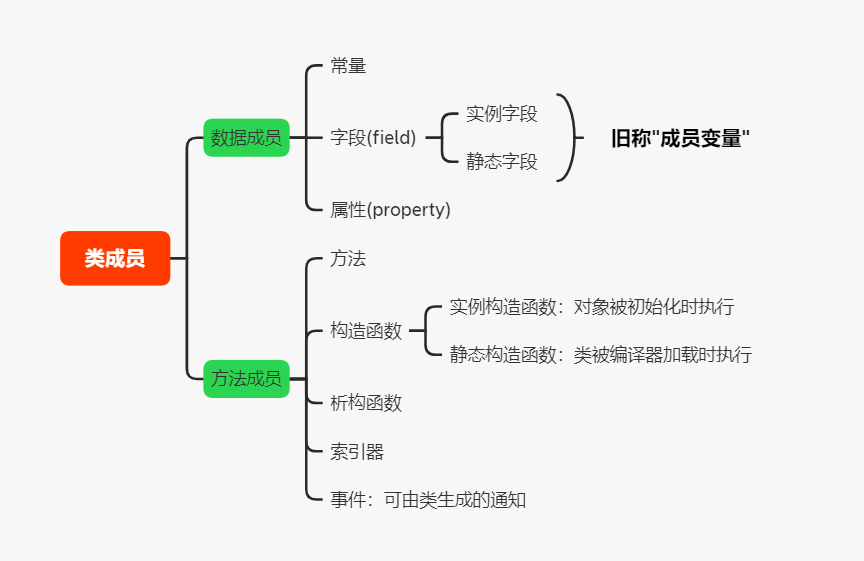 类成员
数据成员
常量
字段(field)
实例字段
静态字段
旧称"成员变量"
属性(property)
方法成员
方法
构造函数
实例构造函数：对象被初始化时执行
静态构造函数：类被编译器加载时执行
析构函数
索引器
事件：可由类生成的通知